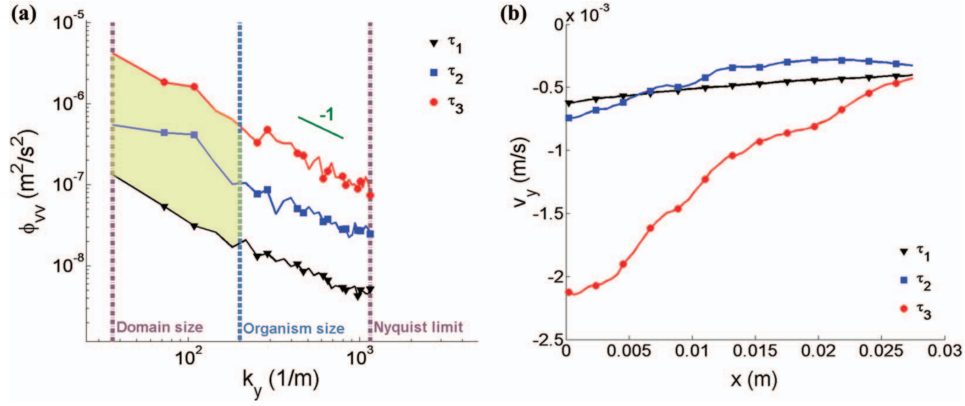 (a)
10⁻⁵
10⁻⁶
10⁻⁷
10⁻⁸
ϕvv (m²/s²)
τ₁
τ₂
τ₃
-1
Domain size
Organism size
Nyquist limit
10²
10³
k_y (1/m)
(b)
x 10⁻³
0
-0.5
-1
-1.5
-2
-2.5
v_y (m/s)
τ₁
τ₂
τ₃
0
0.005
0.01
0.015
0.02
0.025
0.03
x (m)